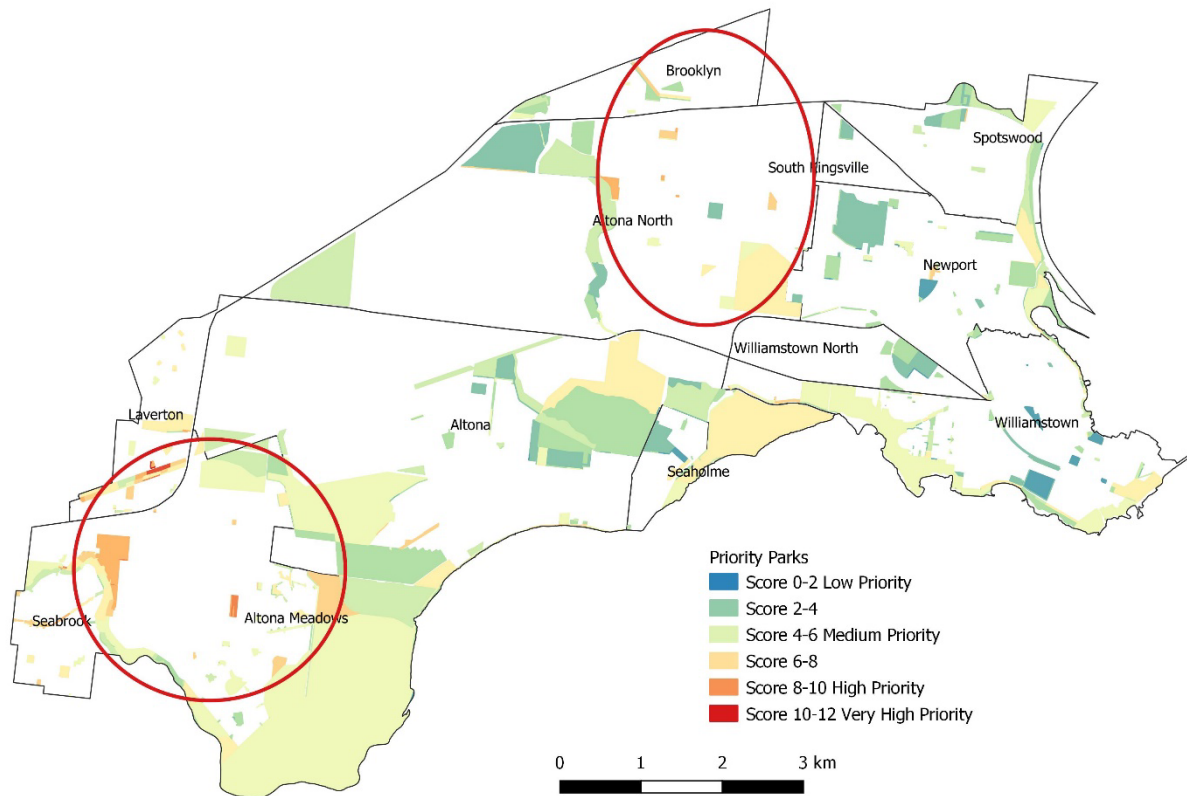 Brooklyn
Spotswood
South Kingsville
Altona North
Newport
Williamstown North
Laverton
Altona
Williamstown
Seaholme
Seabrook
Altona Meadows
Priority Parks
Score 0-2 Low Priority
Score 2-4
Score 4-6 Medium Priority
Score 6-8
Score 8-10 High Priority
Score 10-12 Very High Priority
0 1 2 3 km